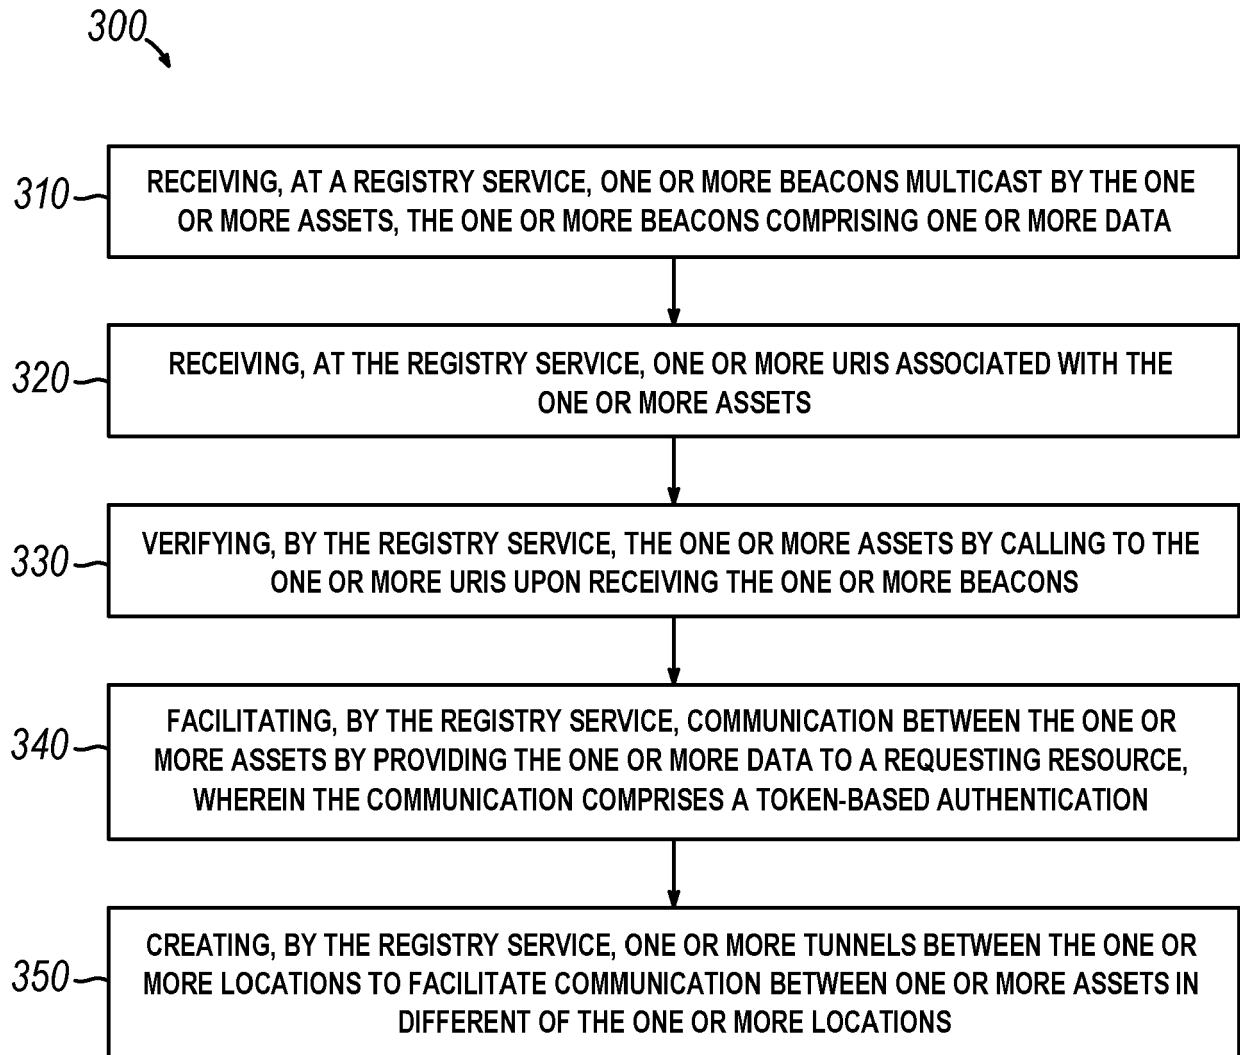 300
310
RECEIVING, AT A REGISTRY SERVICE, ONE OR MORE BEACONS MULTICAST BY THE ONE
OR MORE ASSETS, THE ONE OR MORE BEACONS COMPRISING ONE OR MORE DATA
320
RECEIVING, AT THE REGISTRY SERVICE, ONE OR MORE URIS ASSOCIATED WITH THE
ONE OR MORE ASSETS
330
VERIFYING, BY THE REGISTRY SERVICE, THE ONE OR MORE ASSETS BY CALLING TO THE
ONE OR MORE URIS UPON RECEIVING THE ONE OR MORE BEACONS
340
FACILITATING, BY THE REGISTRY SERVICE, COMMUNICATION BETWEEN THE ONE OR
MORE ASSETS BY PROVIDING THE ONE OR MORE DATA TO A REQUESTING RESOURCE,
WHEREIN THE COMMUNICATION COMPRISES A TOKEN-BASED AUTHENTICATION
350
CREATING, BY THE REGISTRY SERVICE, ONE OR MORE TUNNELS BETWEEN THE ONE OR
MORE LOCATIONS TO FACILITATE COMMUNICATION BETWEEN ONE OR MORE ASSETS IN
DIFFERENT OF THE ONE OR MORE LOCATIONS